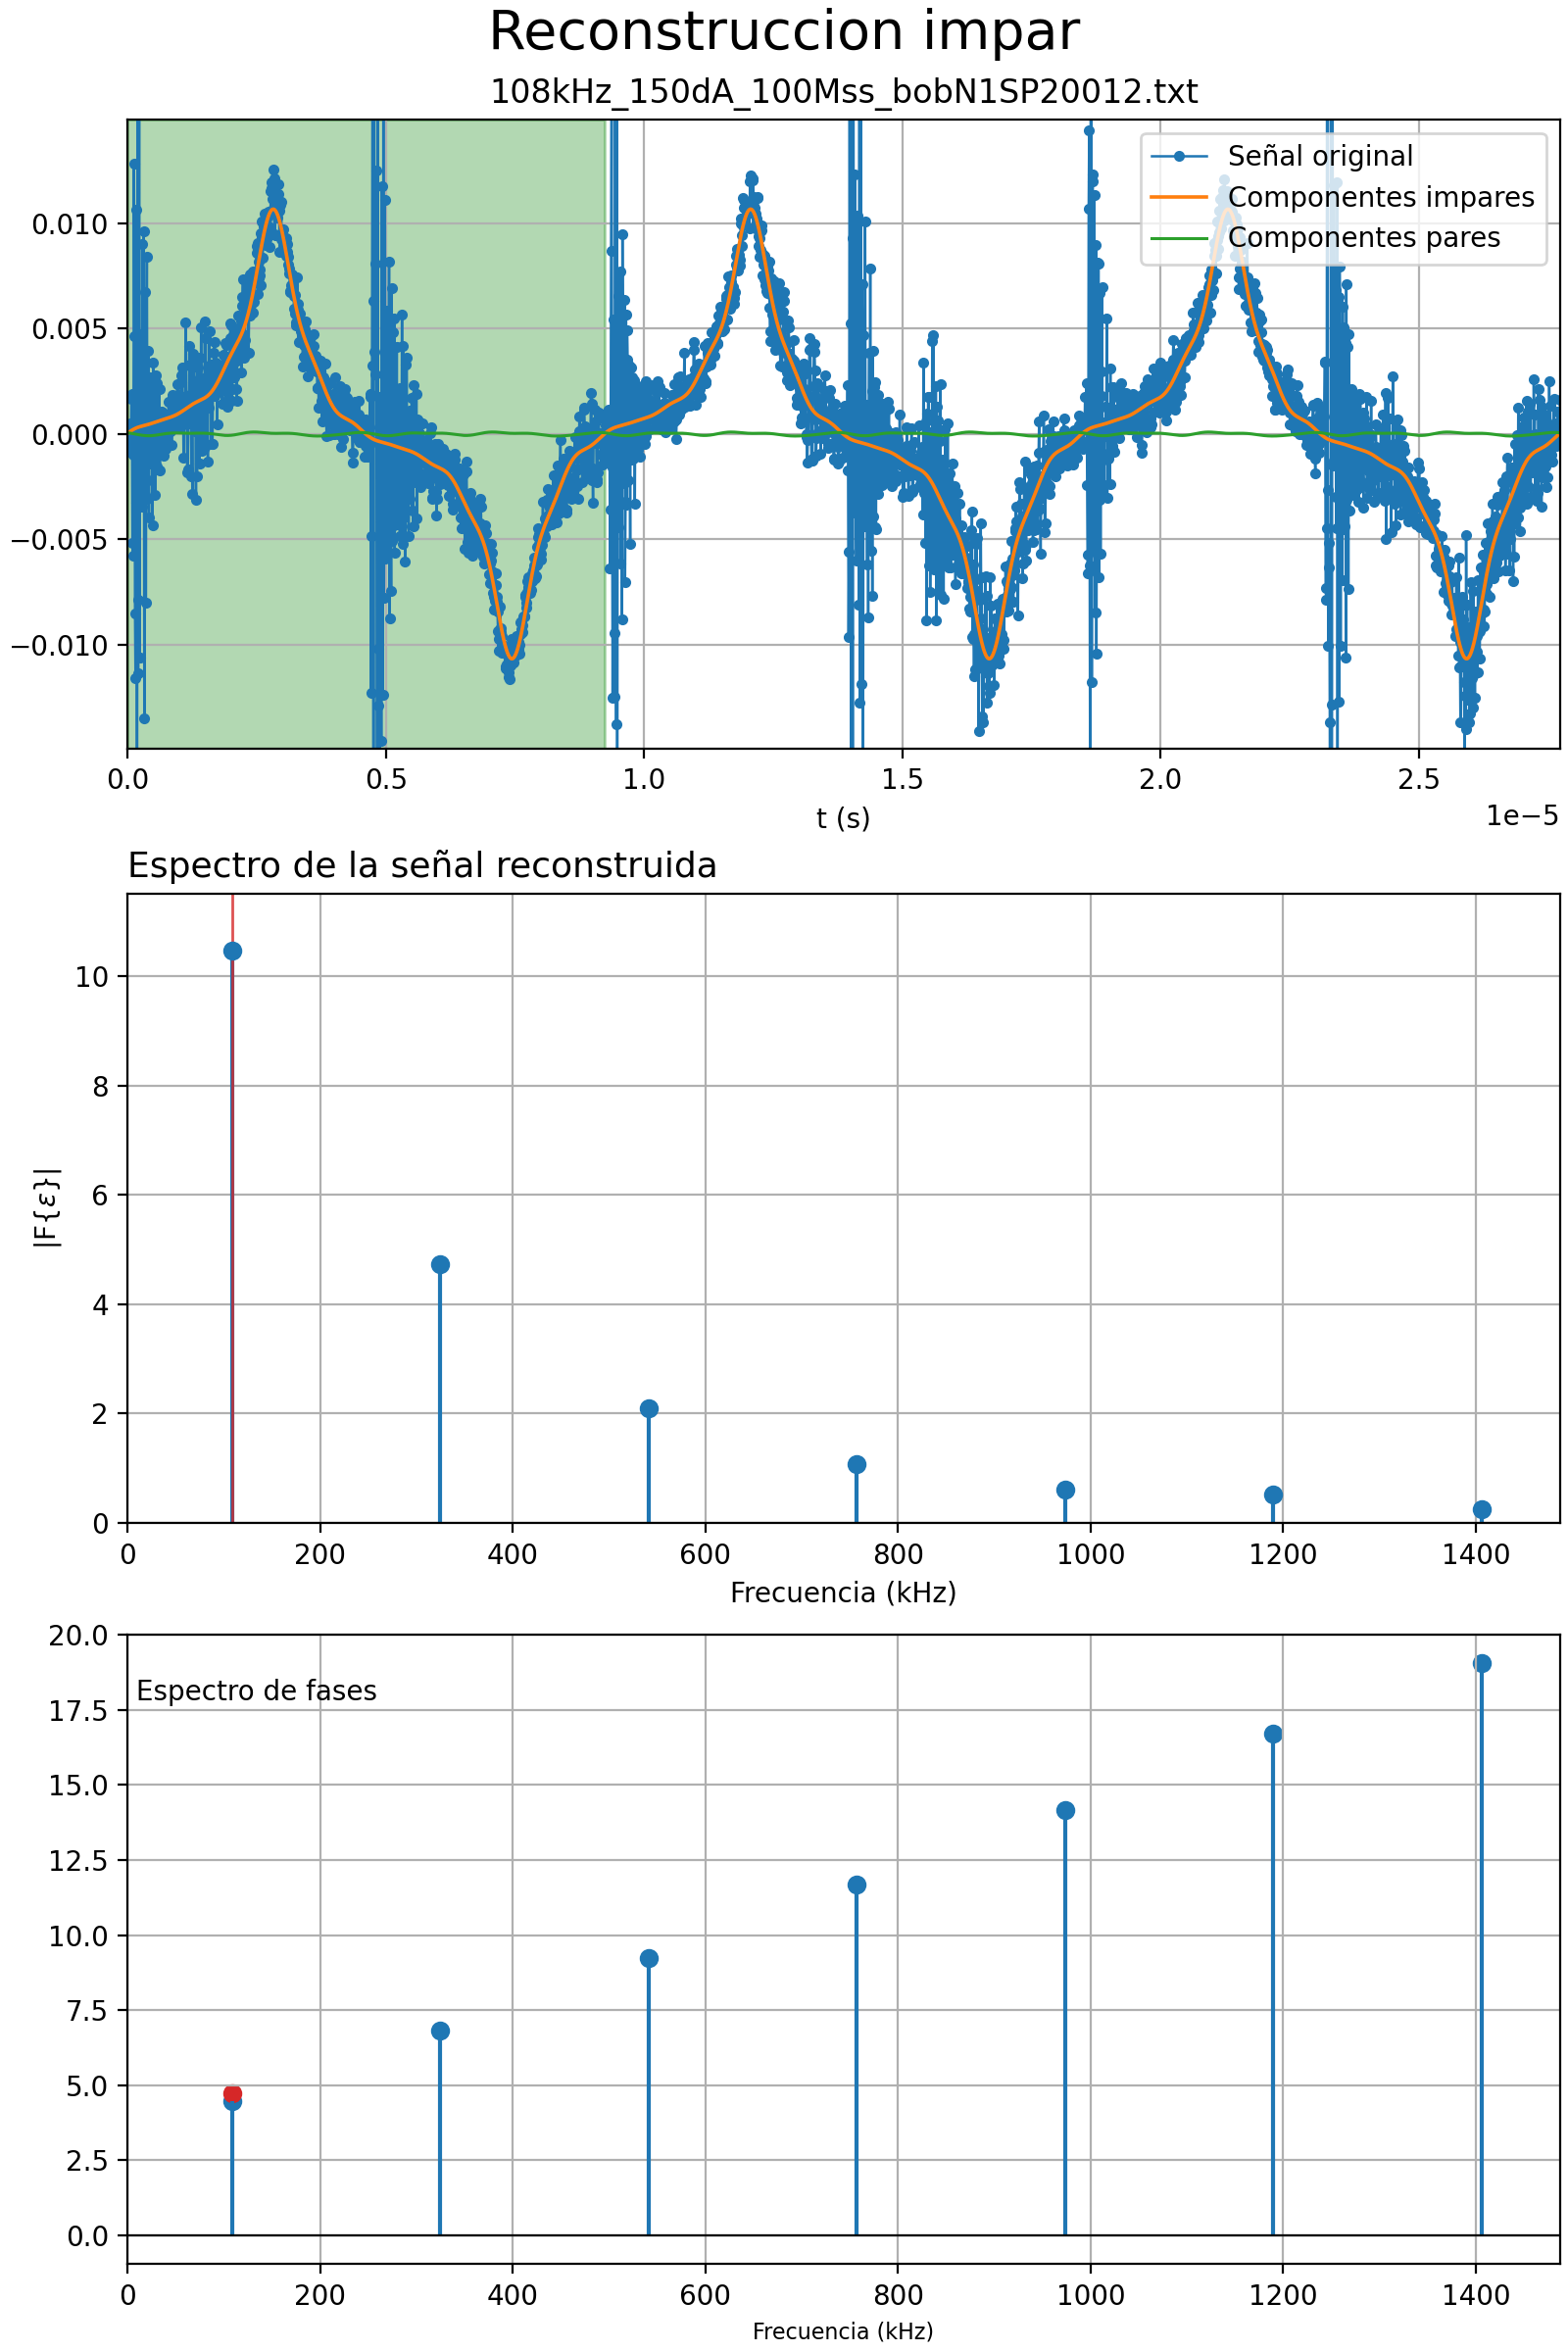 Reconstruccion impar
108kHz_150dA_100Mss_bobN1SP20012.txt
Señal original
Componentes impares
Componentes pares
0.010
0.005
0.000
−0.005
−0.010
0.0 0.5 1.0 1.5 2.0 2.5
1e−5
t (s)
Espectro de la señal reconstruida
10
8
6
4
2
0
|F{ε}|
0 200 400 600 800 1000 1200 1400
Frecuencia (kHz)
20.0
Espectro de fases
17.5
15.0
12.5
10.0
7.5
5.0
2.5
0.0
0 200 400 600 800 1000 1200 1400
Frecuencia (kHz)